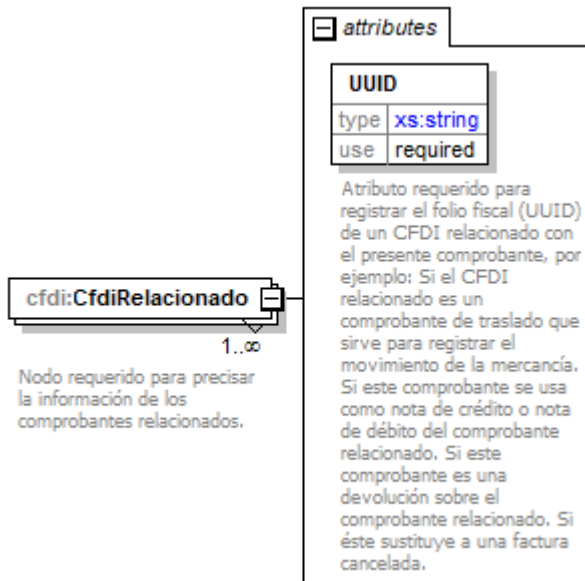 attributes
UUID
type xs:string
use required
Atributo requerido para
registrar el folio fiscal (UUID)
de un CFDI relacionado con
el presente comprobante, por
ejemplo: Si el CFDI
relacionado es un
comprobante de traslado que
sirve para registrar el
movimiento de la mercancía.
Si este comprobante se usa
como nota de crédito o nota
de débito del comprobante
relacionado. Si este
comprobante es una
devolución sobre el
comprobante relacionado. Si
éste sustituye a una factura
cancelada.
cfdi:CfdiRelacionado
1..∞
Nodo requerido para precisar
la información de los
comprobantes relacionados.